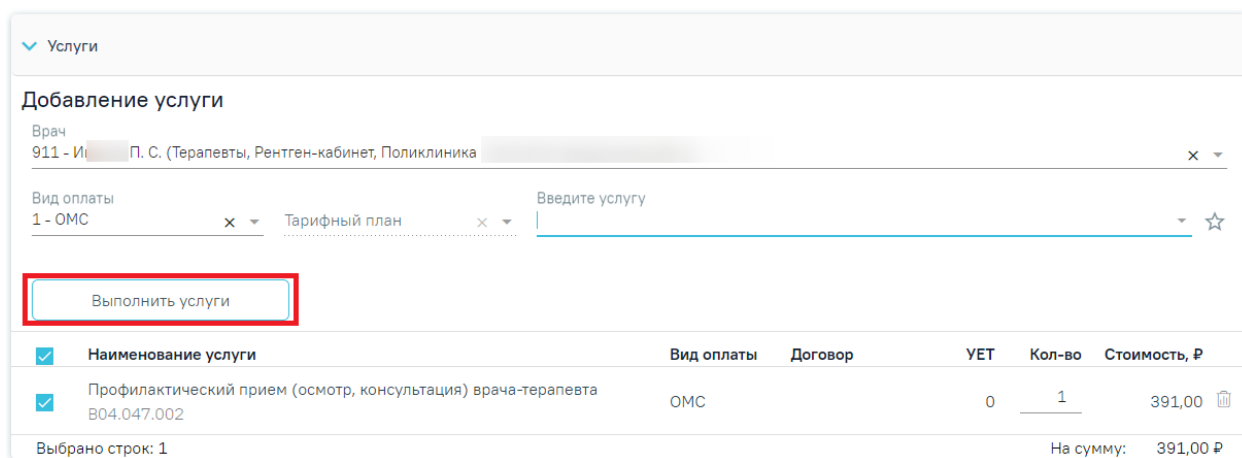 Услуги
Добавление услуги
Врач
911 - И П. С. (Терапевты, Рентген-кабинет, Поликлиника
Вид оплаты
1 - ОМС
Тарифный план
Введите услугу
Выполнить услуги
Наименование услуги Вид оплаты Договор УЕТ Кол-во Стоимость, ₽
Профилактический прием (осмотр, консультация) врача-терапевта
B04.047.002
ОМС 0 1 391,00
Выбрано строк: 1 На сумму: 391,00 ₽